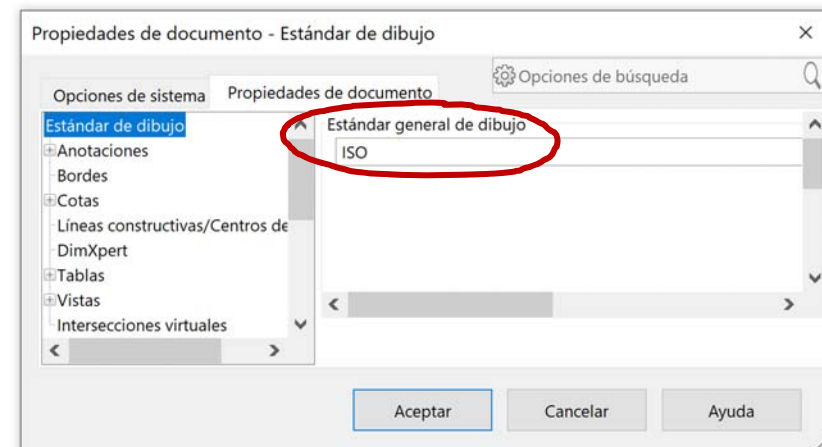 Propiedades de documento - Estándar de dibujo
Opciones de búsqueda
Opciones de sistema
Propiedades de documento
Estándar de dibujo
Anotaciones
Bordes
Cotas
Líneas constructivas/Centros de
DimXpert
Tablas
Vistas
Intersecciones virtuales
Estándar general de dibujo
ISO
Aceptar
Cancelar
Ayuda